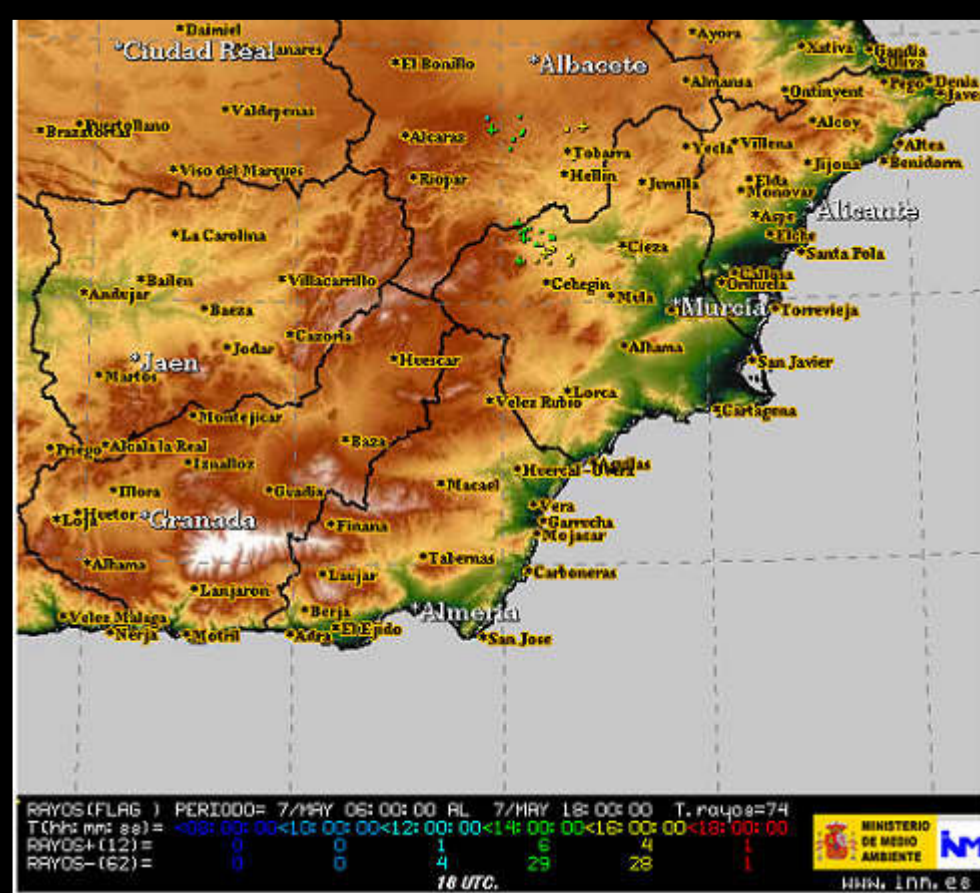 *Daimiel
*Ayora
*Ciudad Real
*Xativa
*Gandia
*Oliva
*El Bonillo
*Albacete
*Almansa
*Pego
*Denia
*Ontinyent
*Valdepenas
*Puertollano
*Alcoy
*Alcaras
*Tobarra
*Yecla
*Villena
*Altea
*Jijona
*Benidorm
*Viso del Marques
*Riopar
*Hellin
*Jumilla
*Elda
*Monovar
*Alicante
*Aspe
*Elche
*La Carolina
*Cieza
*Santa Pola
*Bailen
*Villacarrillo
*Cehegin
*Callosa
*Orihuela
*Andujar
*Mula
*Baeza
*Murcia
*Torrevieja
*Cazorla
*Jodar
*Alhama
*Jaen
*Huescar
*San Javier
*Martos
*Velez Rubio
*Lorca
*Montejicar
*Cartagena
*Priego
*Alcala la Real
*Baza
*Iznalloz
*Huercal-Overa
*Aguilas
*Macael
*Illora
*Guadix
*Vera
*Loja
*Huetor
*Granada
*Finana
*Garrucha
*Mojacar
*Alhama
*Tabernas
*Laujar
*Carboneras
*Lanjaron
*Berja
*Almeria
*Velez Malaga
*Nerja
*Motril
*Adra
*El Ejido
*San Jose
RAYOS(FLAG ) PERIODO= 7/MAY 06:00:00 AL 7/MAY 18:00:00 T.rayos=74
T(hh:mm:ss)= <08:00:00<10:00:00<12:00:00<14:00:00<16:00:00<18:00:00
RAYOS+(12)= 0 0 1 6 4 1
RAYOS-(62)= 0 0 4 29 28 1
18 UTC.
MINISTERIO
DE MEDIO
AMBIENTE
www.inm.es